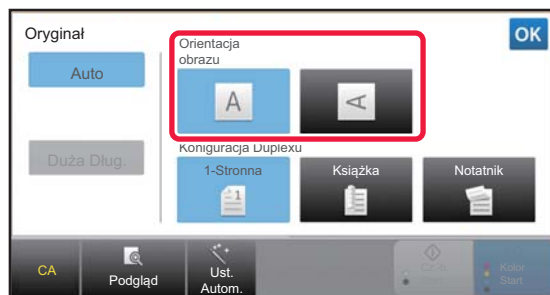 Oryginał
Orientacja
obrazu
OK
Auto
A
A
Duża Dług.
Konfiguracja Duplexu
1-Stronna
Książka
Notatnik
1
CA
Podgląd
Ust.
Autom.
Kolor
Start